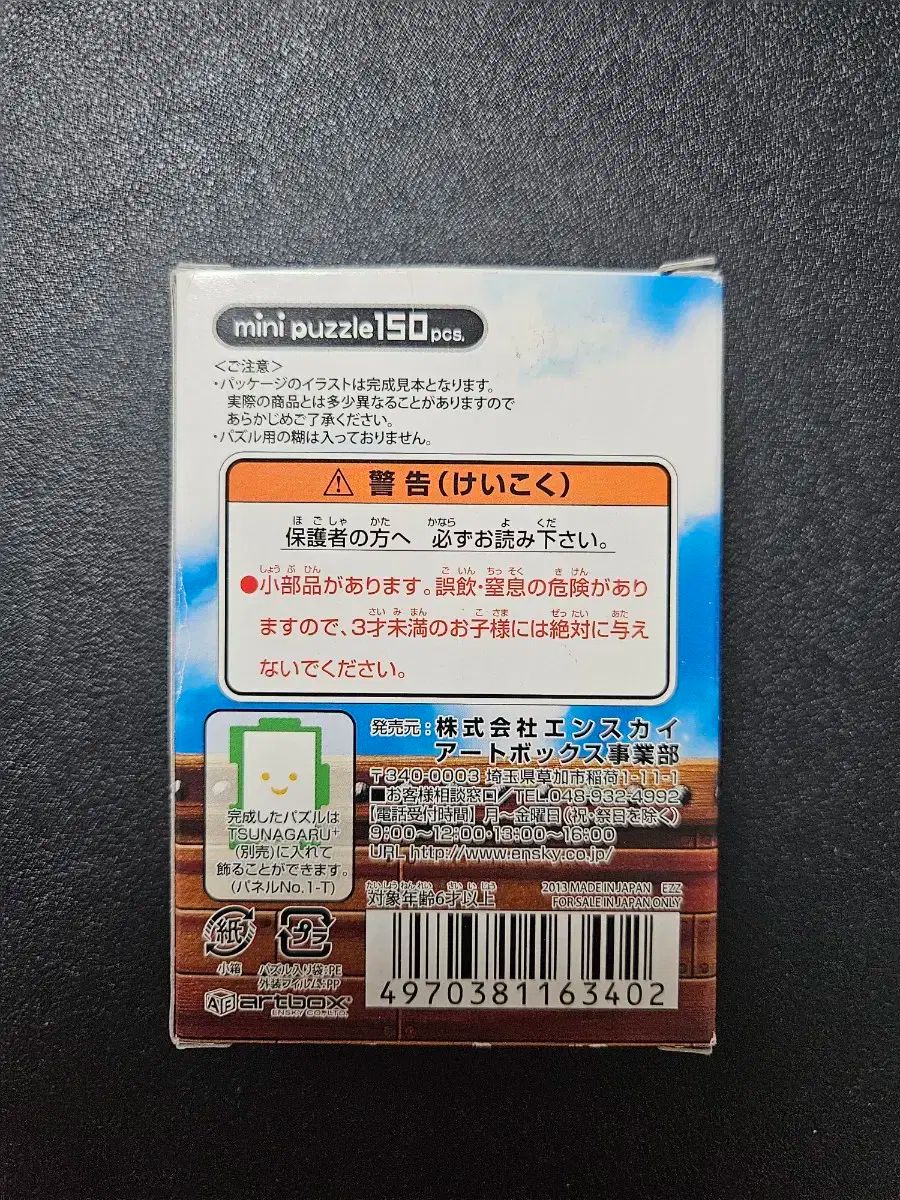 mini puzzle150pcs.
＜ご注意＞
・パッケージのイラストは完成見本となります。
実際の商品とは多少異なることがありますので
あらかじめご了承ください。
・パズル用の糊は入っておりません。
⚠ 警告（けいこく）
ほごしゃ かた かなら よ くだ
保護者の方へ 必ずお読み下さい。
しょうぶひん ごいん ちっそく きけん
●小部品があります。誤飲・窒息の危険があり
さいみまん こさま ぜったい あた
ますので、3才未満のお子様には絶対に与え
ないでください。
発売元：株式会社エンスカイ
アートボックス事業部
〒340-0003 埼玉県草加市稲荷1-11-1
■お客様相談窓口／TEL.048-932-4992
【電話受付時間】月〜金曜日（祝・祭日を除く）
9:00〜12:00・13:00〜16:00
URL http://www.ensky.co.jp/
完成したパズルは
TSUNAGARU+
（別売）に入れて
飾ることができます。
（パネルNo.1-T）
たいしょうねんれい さいいじょう
対象年齢6才以上
2013 MADE IN JAPAN EZZ
FOR SALE IN JAPAN ONLY
紙
小箱
プラ
パズル入り袋:PE
外装フィルム:PP
artbox
ENSKY CO.,LTD.
4970381163402